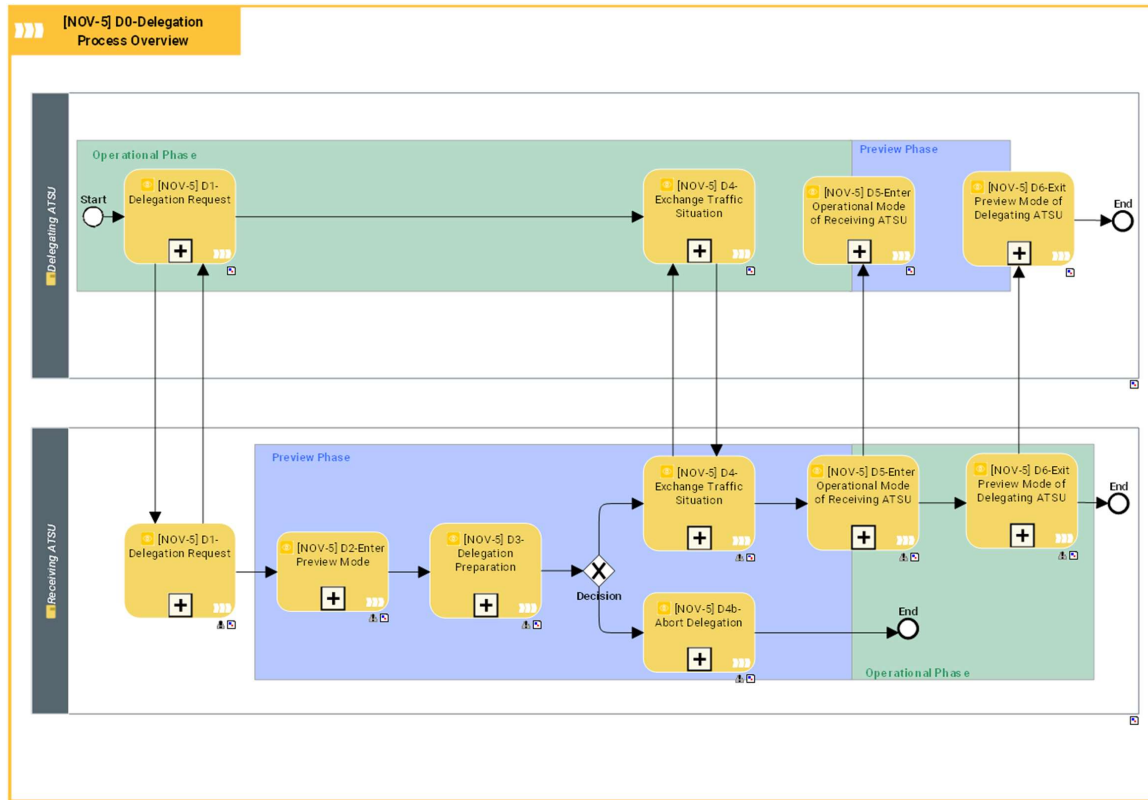 [NOV-5] D0-Delegation
Process Overview
Delegating ATSU
Operational Phase
Preview Phase
Start
[NOV-5] D1-
Delegation Request
[NOV-5] D4-
Exchange Traffic
Situation
[NOV-5] D5-Enter
Operational Mode
of Receiving ATSU
[NOV-5] D6-Exit
Preview Mode of
Delegating ATSU
End
Receiving ATSU
Preview Phase
[NOV-5] D1-
Delegation Request
[NOV-5] D2-Enter
Preview Mode
[NOV-5] D3-
Delegation
Preparation
Decision
[NOV-5] D4-
Exchange Traffic
Situation
[NOV-5] D5-Enter
Operational Mode
of Receiving ATSU
[NOV-5] D6-Exit
Preview Mode of
Delegating ATSU
End
[NOV-5] D4b-
Abort Delegation
End
Operational Phase